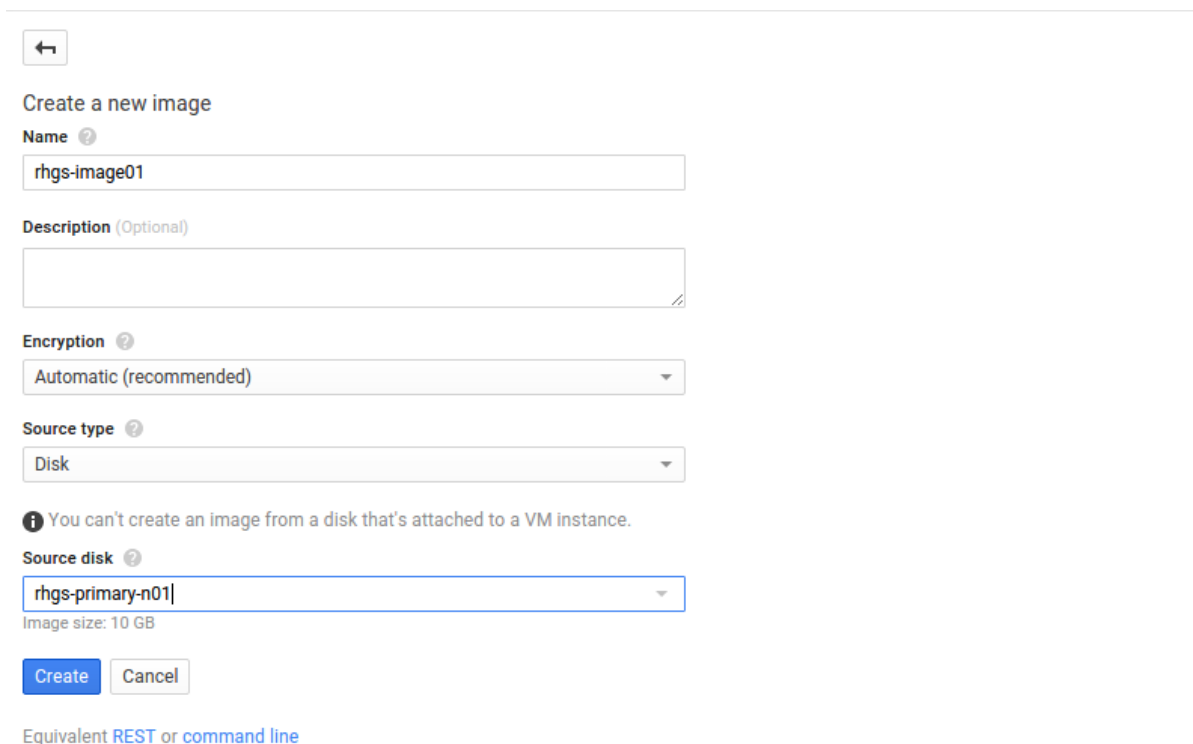 Create a new image
Name
rhgs-image01
Description (Optional)
Encryption
Automatic (recommended)
Source type
Disk
You can't create an image from a disk that's attached to a VM instance.
Source disk
rhgs-primary-n01
Image size: 10 GB
Create Cancel
Equivalent REST or command line